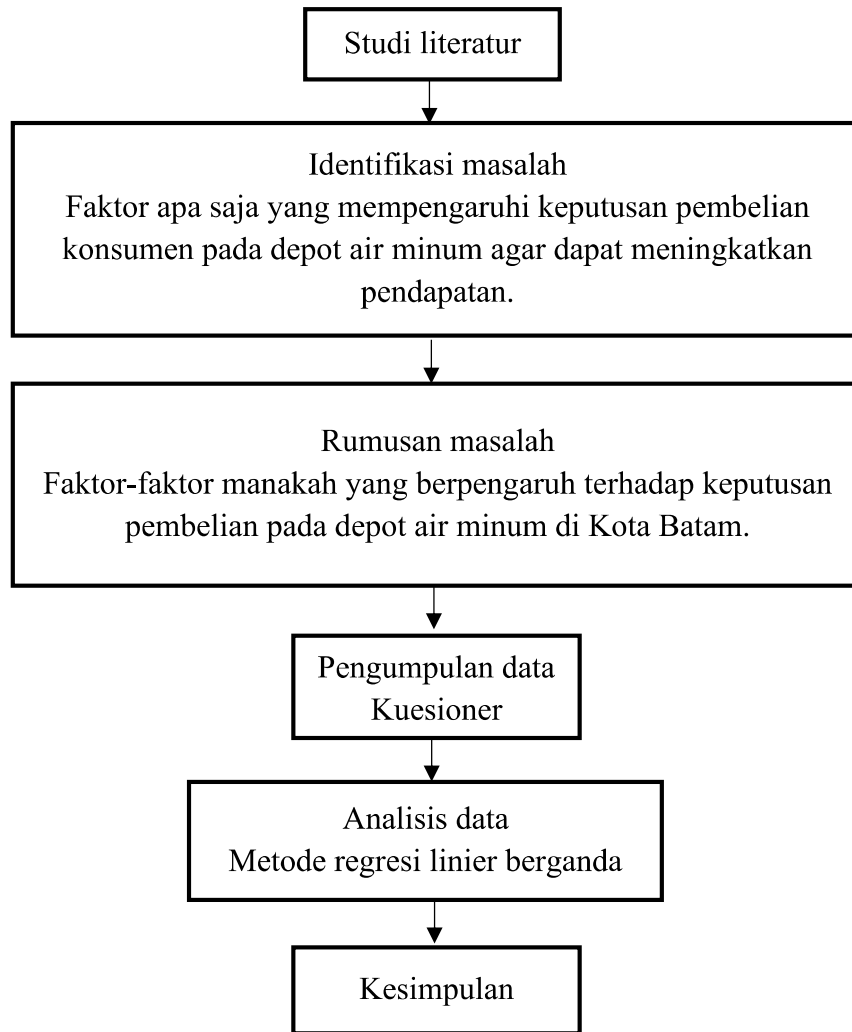 Studi literatur
Identifikasi masalah
Faktor apa saja yang mempengaruhi keputusan pembelian
konsumen pada depot air minum agar dapat meningkatkan
pendapatan.
Rumusan masalah
Faktor-faktor manakah yang berpengaruh terhadap keputusan
pembelian pada depot air minum di Kota Batam.
Pengumpulan data
Kuesioner
Analisis data
Metode regresi linier berganda
Kesimpulan